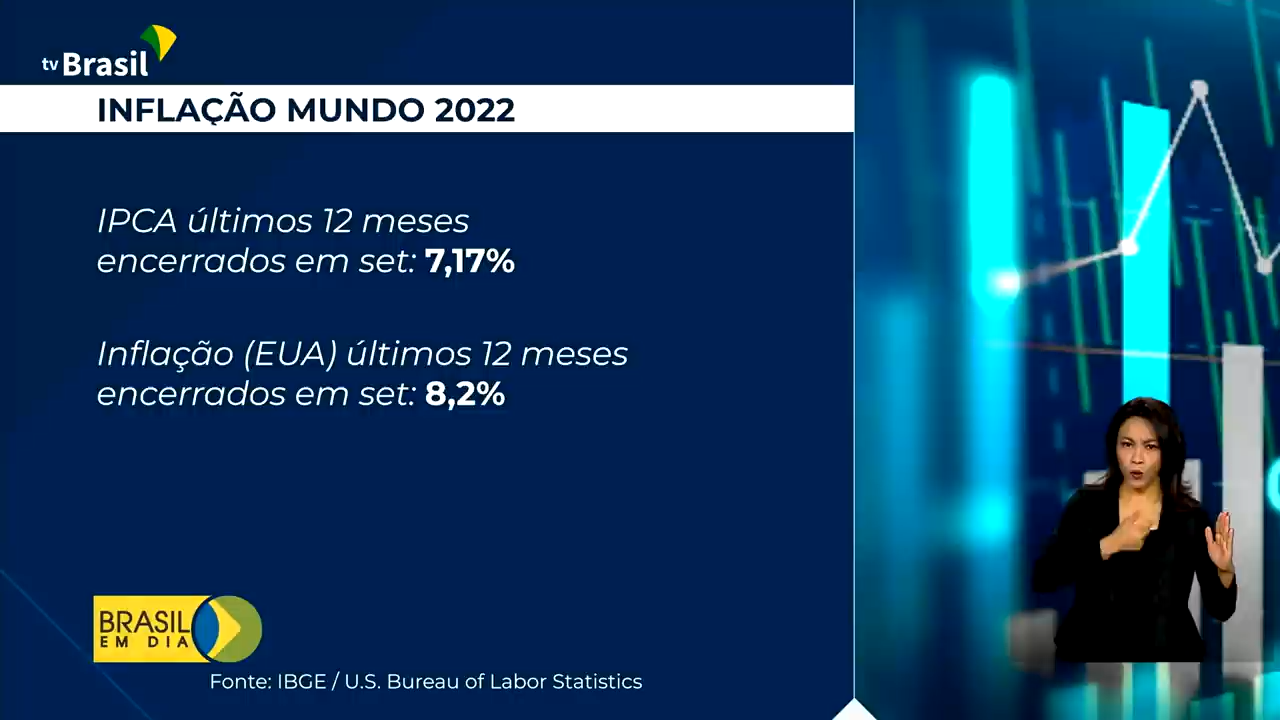 tv Brasil
INFLAÇÃO MUNDO 2022
IPCA últimos 12 meses
encerrados em set: 7,17%
Inflação (EUA) últimos 12 meses
encerrados em set: 8,2%
BRASIL
EM DIA
Fonte: IBGE / U.S. Bureau of Labor Statistics